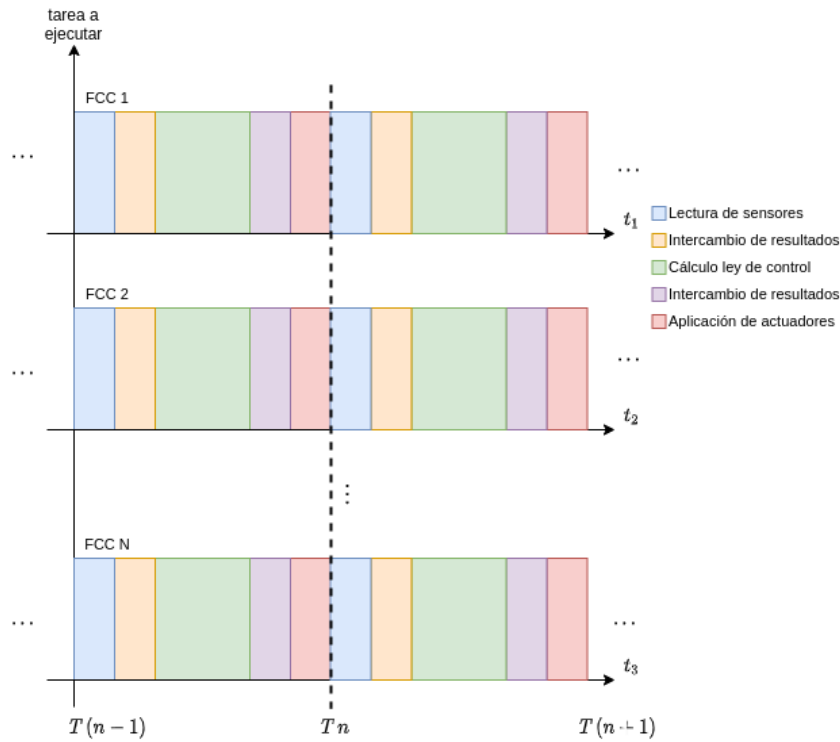 tarea a
ejecutar
FCC 1
...
...
t₁
Lectura de sensores
Intercambio de resultados
Cálculo ley de control
Intercambio de resultados
Aplicación de actuadores
FCC 2
...
...
t₂
⋮
FCC N
...
...
t₃
T(n − 1)
T n
T(n + 1)